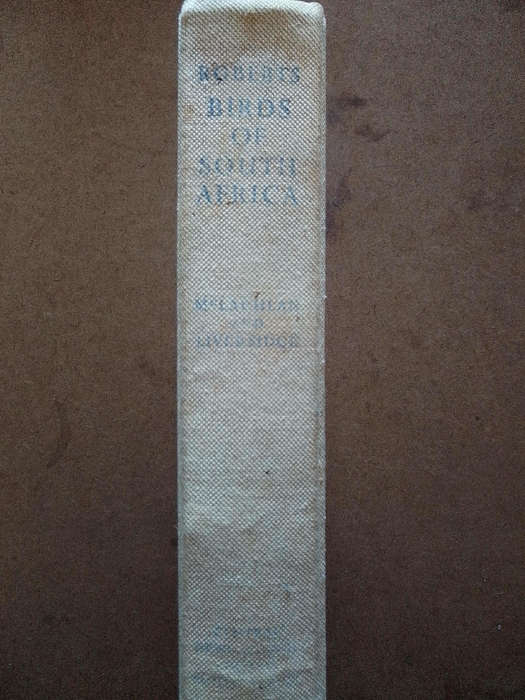 ROBERTS
BIRDS
OF
SOUTH
AFRICA
McLACHLAN
AND
LIVERSIDGE